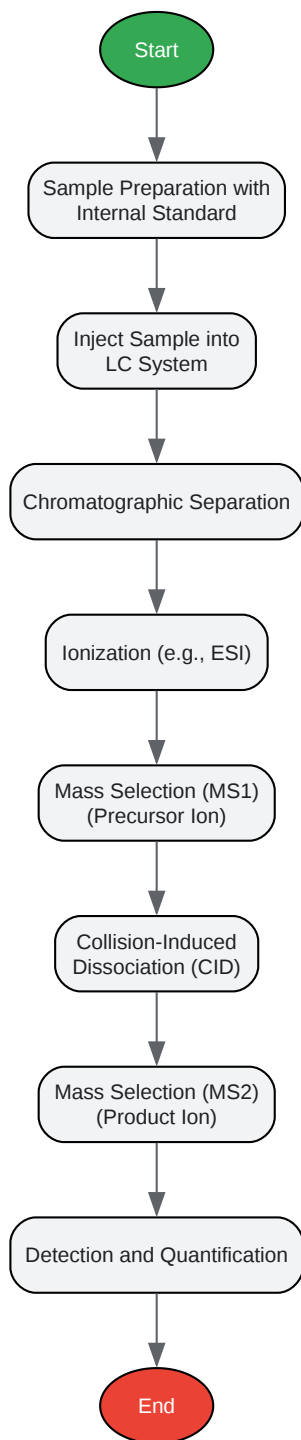 Start
Sample Preparation with
Internal Standard
Inject Sample into
LC System
Chromatographic Separation
Ionization (e.g., ESI)
Mass Selection (MS1)
(Precursor Ion)
Collision-Induced
Dissociation (CID)
Mass Selection (MS2)
(Product Ion)
Detection and Quantification
End